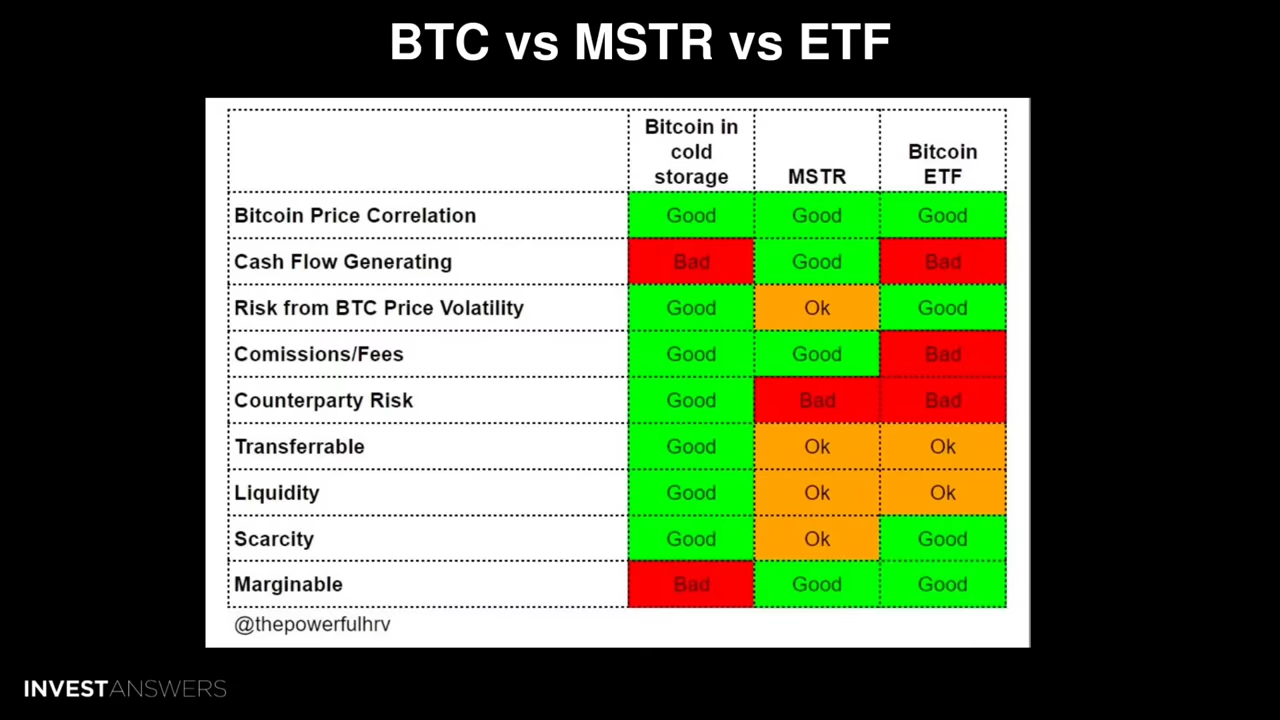 BTC vs MSTR vs ETF
Bitcoin in
cold
storage
MSTR
Bitcoin
ETF
Bitcoin Price Correlation Good Good Good
Cash Flow Generating Bad Good Bad
Risk from BTC Price Volatility Good Ok Good
Comissions/Fees Good Good Bad
Counterparty Risk Good Bad Bad
Transferrable Good Ok Ok
Liquidity Good Ok Ok
Scarcity Good Ok Good
Marginable Bad Good Good
@thepowerfulhrv
INVESTANSWERS